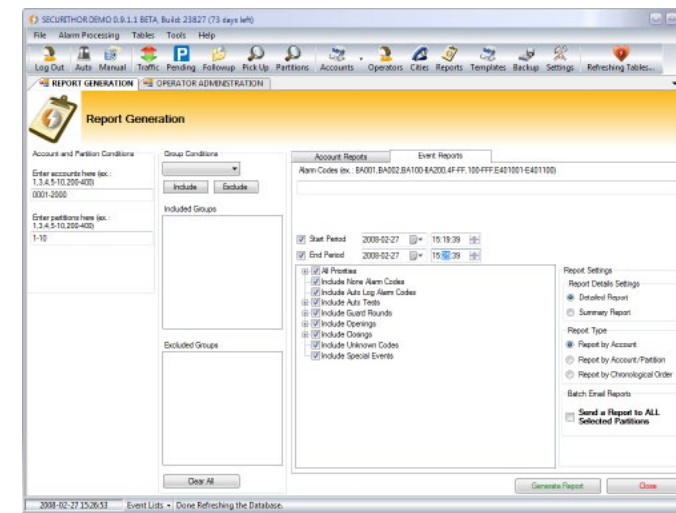 SECURITHOR DEMO 0.9.1.1 BETA, Build: 23827 (73 days left)
File Alarm Processing Tables Tools Help
Log Out Auto Manual Traffic Pending Followup Pick Up Partitions Accounts Operators Cities Reports Templates Backup Settings Refreshing Tables...
REPORT GENERATION OPERATOR ADMINISTRATION
Report Generation
Account and Partition Conditions
Enter accounts here (ex.:
1,3,4,5-10,200-400)
0001-2000
Enter partitions here (ex.:
1,3,4,5-10,200-400)
1-10
Group Conditions
Include Exclude
Included Groups
Excluded Groups
Clear All
Account Reports Event Reports
Alarm Codes (ex.: BA001,BA002,BA100-BA200,4F-FF,100-FFF,E401001-E401100)
Start Period 2008-02-27 15:19:39
End Period 2008-02-27 15: :39
All Priorities
Include None Alarm Codes
Include Auto Log Alarm Codes
Include Auto Tests
Include Guard Rounds
Include Openings
Include Closings
Include Unknown Codes
Include Special Events
Report Settings
Report Details Settings
Detailed Report
Summary Report
Report Type
Report by Account
Report by Account/Partition
Report by Chronological Order
Batch Email Reports
Send a Report to ALL
Selected Partitions
Generate Report Close
2008-02-27 15:26:53 Event Lists Done Refreshing the Database.